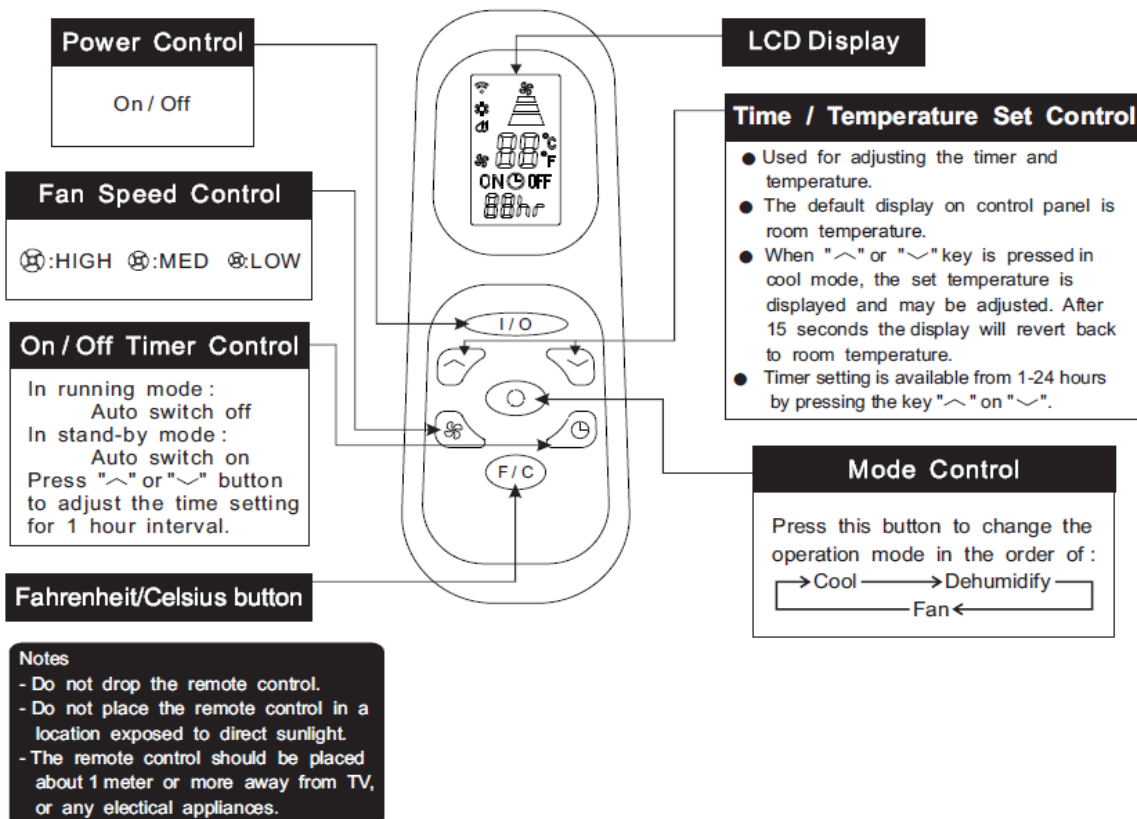 Power Control
On / Off
Fan Speed Control
:HIGH :MED :LOW
On / Off Timer Control
In running mode :
Auto switch off
In stand-by mode :
Auto switch on
Press "︿" or "﹀" button
to adjust the time setting
for 1 hour interval.
Fahrenheit/Celsius button
Notes
- Do not drop the remote control.
- Do not place the remote control in a
location exposed to direct sunlight.
- The remote control should be placed
about 1 meter or more away from TV,
or any electical appliances.
88°C
°F
ON OFF
88hr
I / O
F / C
LCD Display
Time / Temperature Set Control
● Used for adjusting the timer and
temperature.
● The default display on control panel is
room temperature.
● When "︿" or "﹀" key is pressed in
cool mode, the set temperature is
displayed and may be adjusted. After
15 seconds the display will revert back
to room temperature.
● Timer setting is available from 1-24 hours
by pressing the key "︿" on "﹀".
Mode Control
Press this button to change the
operation mode in the order of :
Cool Dehumidify
Fan